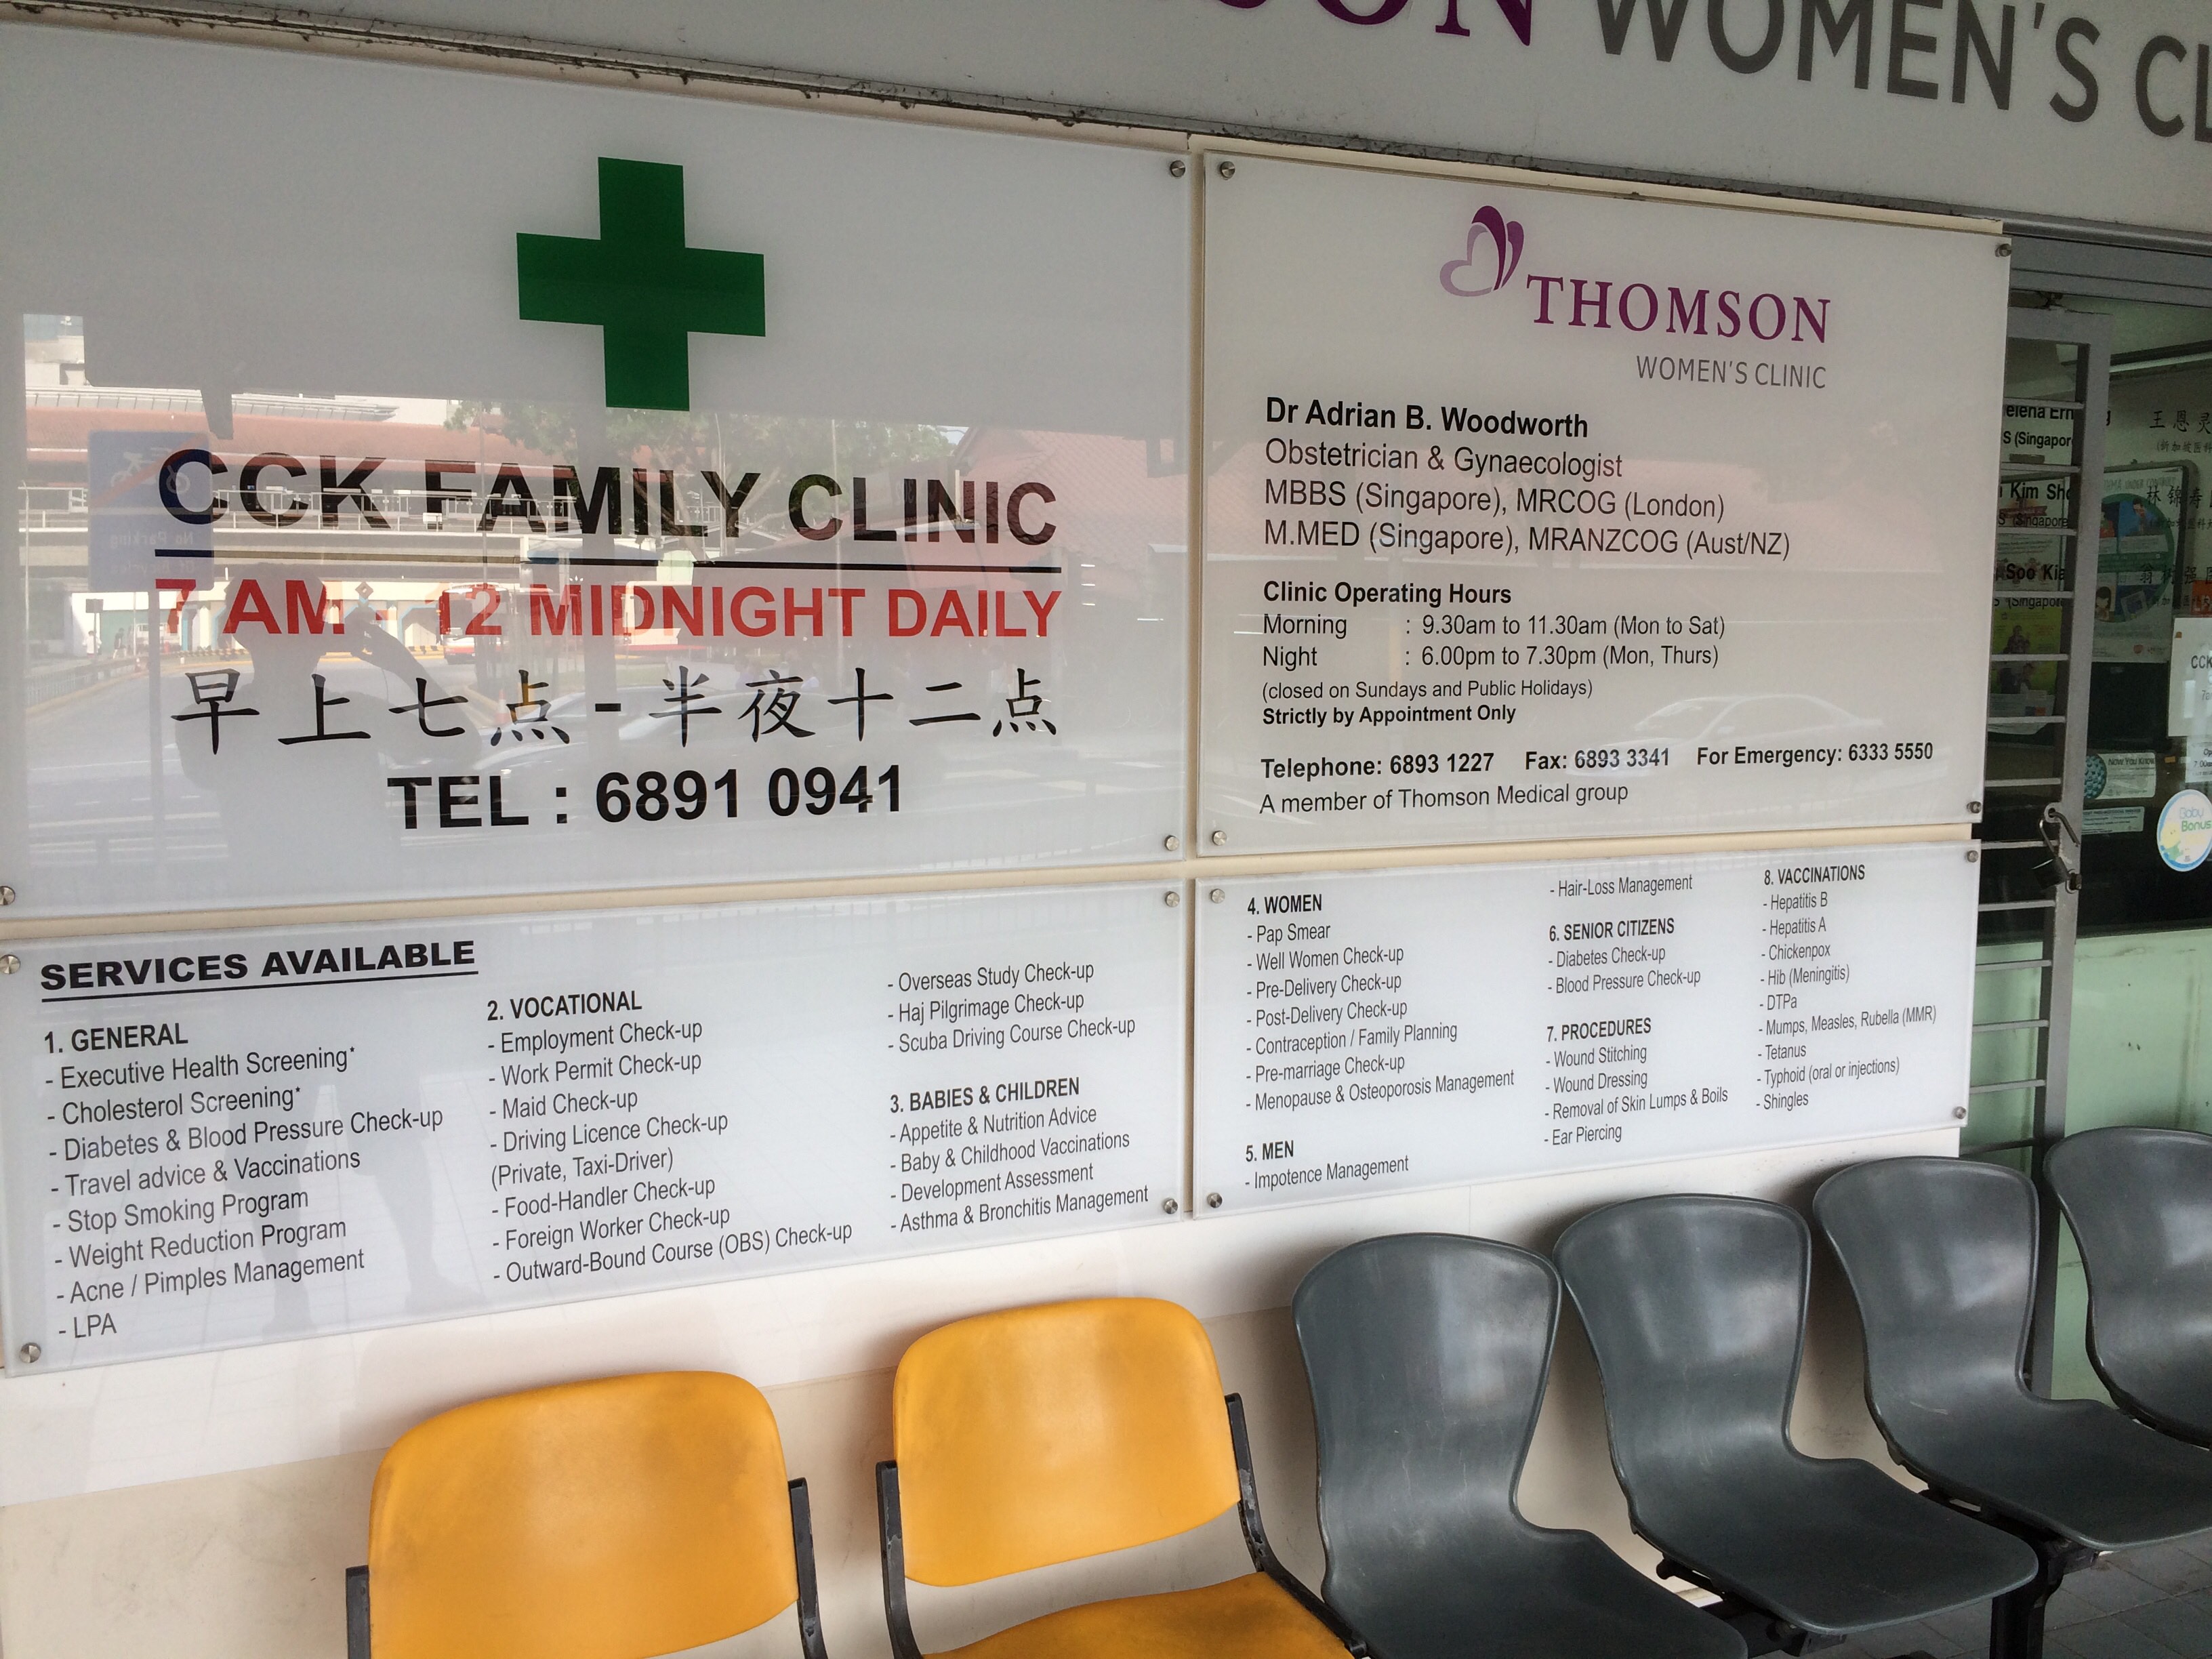 WOMEN'S
CCK FAMILY CLINIC
7 AM - 12 MIDNIGHT DAILY
早上七点-半夜十二点
TEL : 6891 0941
THOMSON
WOMEN'S CLINIC
Dr Adrian B. Woodworth
Obstetrician & Gynaecologist
MBBS (Singapore), MRCOG (London)
M.MED (Singapore), MRANZCOG (Aust/NZ)
Clinic Operating Hours
Morning : 9.30am to 11.30am (Mon to Sat)
Night : 6.00pm to 7.30pm (Mon, Thurs)
(closed on Sundays and Public Holidays)
Strictly by Appointment Only
Telephone: 6893 1227 Fax: 6893 3341 For Emergency: 6333 5550
A member of Thomson Medical group
SERVICES AVAILABLE
1. GENERAL
- Executive Health Screening*
- Cholesterol Screening*
- Diabetes & Blood Pressure Check-up
- Travel advice & Vaccinations
- Stop Smoking Program
- Weight Reduction Program
- Acne / Pimples Management
- LPA
2. VOCATIONAL
- Employment Check-up
- Work Permit Check-up
- Maid Check-up
- Driving Licence Check-up
(Private, Taxi-Driver)
- Food-Handler Check-up
- Foreign Worker Check-up
- Outward-Bound Course (OBS) Check-up
- Overseas Study Check-up
- Haj Pilgrimage Check-up
- Scuba Driving Course Check-up
3. BABIES & CHILDREN
- Appetite & Nutrition Advice
- Baby & Childhood Vaccinations
- Development Assessment
- Asthma & Bronchitis Management
4. WOMEN
- Pap Smear
- Well Women Check-up
- Pre-Delivery Check-up
- Post-Delivery Check-up
- Contraception / Family Planning
- Pre-marriage Check-up
- Menopause & Osteoporosis Management
5. MEN
- Impotence Management
- Hair-Loss Management
6. SENIOR CITIZENS
- Diabetes Check-up
- Blood Pressure Check-up
7. PROCEDURES
- Wound Stitching
- Wound Dressing
- Removal of Skin Lumps & Boils
- Ear Piercing
8. VACCINATIONS
- Hepatitis B
- Hepatitis A
- Chickenpox
- Hib (Meningitis)
- DTPa
- Mumps, Measles, Rubella (MMR)
- Tetanus
- Typhoid (oral or injections)
- Shingles
Kim
Soo
王恩灵
CCK
Baby
Bonus